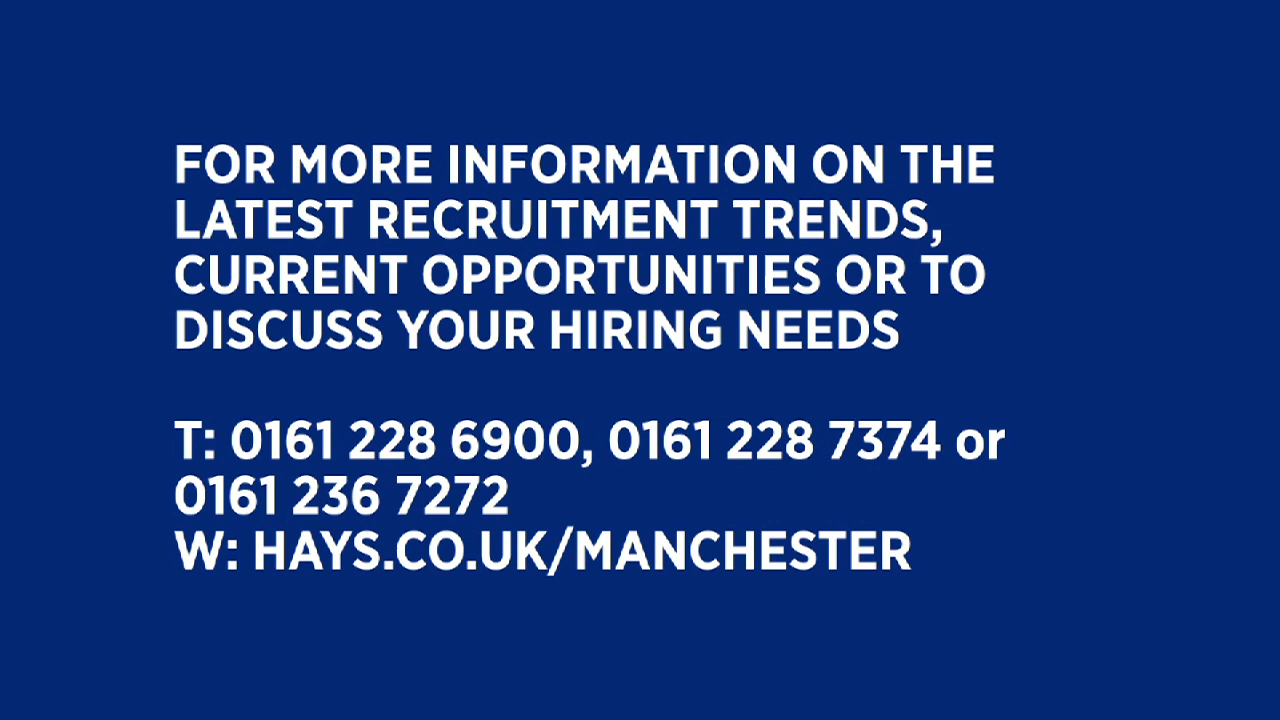 FOR MORE INFORMATION ON THE
LATEST RECRUITMENT TRENDS,
CURRENT OPPORTUNITIES OR TO
DISCUSS YOUR HIRING NEEDS
T: 0161 228 6900, 0161 228 7374 or
0161 236 7272
W: HAYS.CO.UK/MANCHESTER